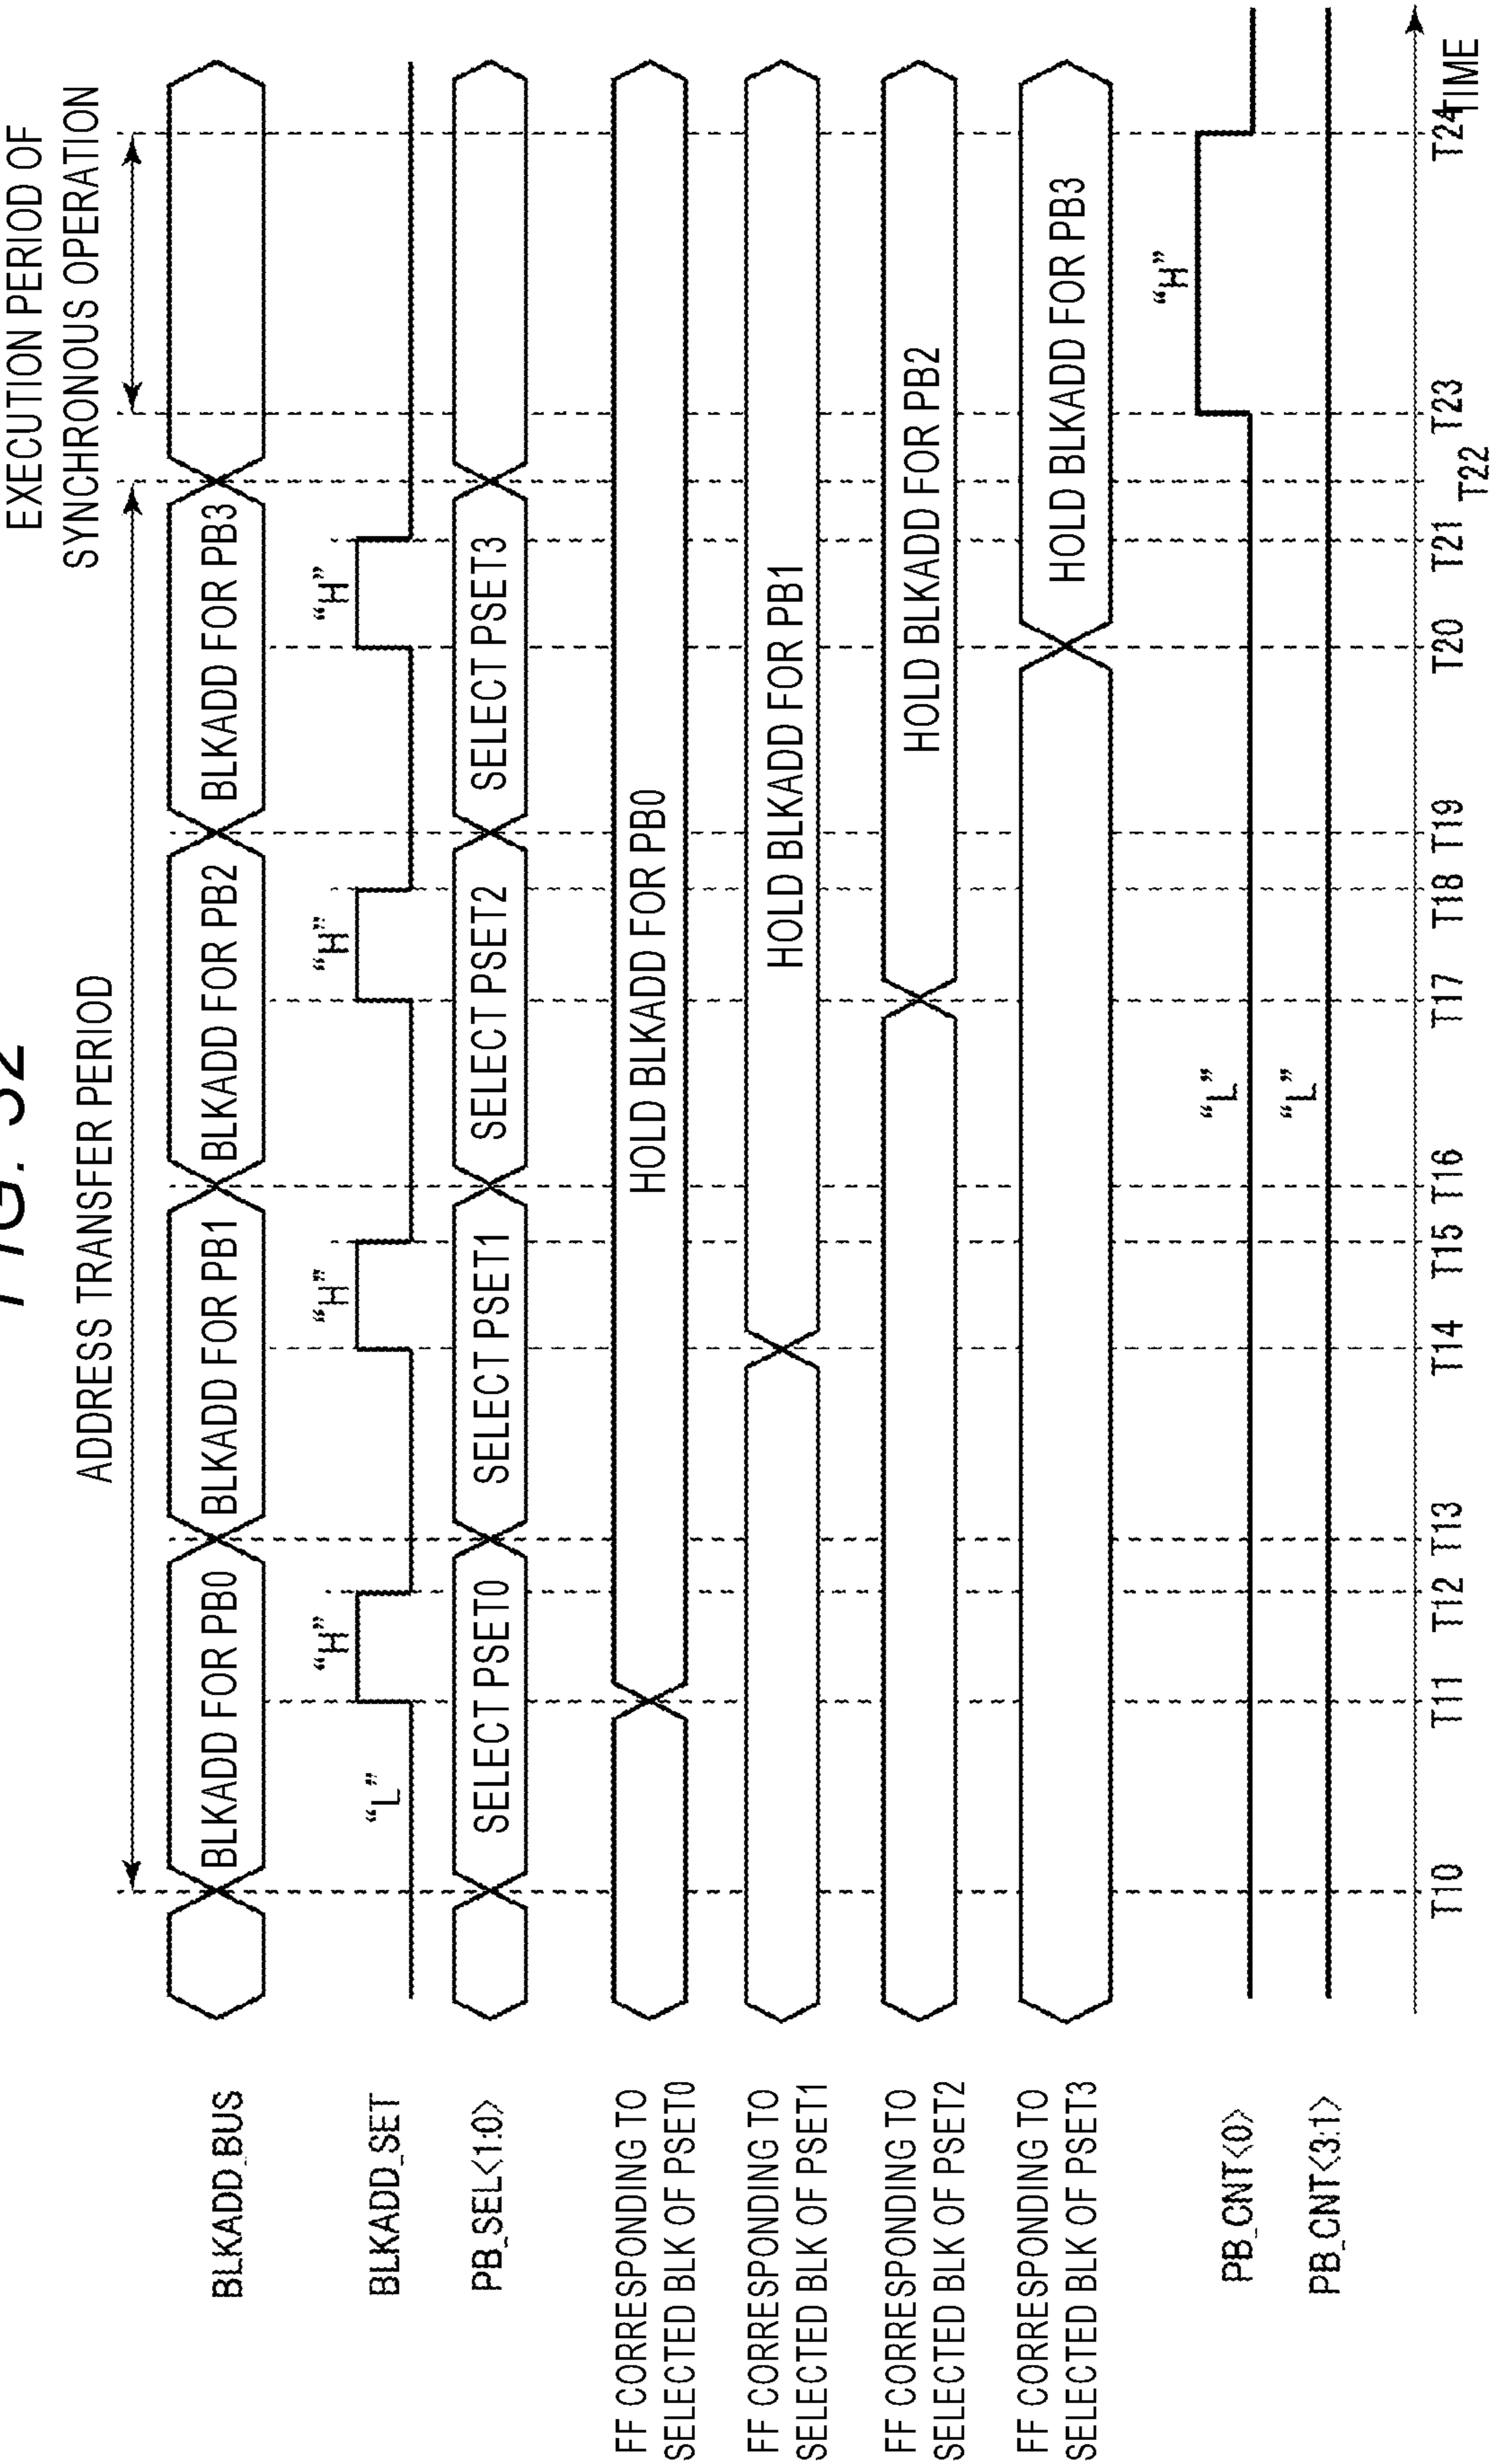 FIG. 32
EXECUTION PERIOD OF
SYNCHRONOUS OPERATION
ADDRESS TRANSFER PERIOD
BLKADD_BUS
BLKADD FOR PB0
BLKADD FOR PB1
BLKADD FOR PB2
BLKADD FOR PB3
BLKADD_SET
“L”
“H”
“H”
“H”
“H”
PB_SEL<1:0>
SELECT PSET0
SELECT PSET1
SELECT PSET2
SELECT PSET3
FF CORRESPONDING TO
SELECTED BLK OF PSET0
HOLD BLKADD FOR PB0
FF CORRESPONDING TO
SELECTED BLK OF PSET1
HOLD BLKADD FOR PB1
FF CORRESPONDING TO
SELECTED BLK OF PSET2
HOLD BLKADD FOR PB2
FF CORRESPONDING TO
SELECTED BLK OF PSET3
HOLD BLKADD FOR PB3
PB_CNT<0>
“L”
“H”
PB_CNT<3:1>
“L”
T10 T11 T12 T13 T14 T15 T16 T17 T18 T19 T20 T21 T22 T23 T24
TIME